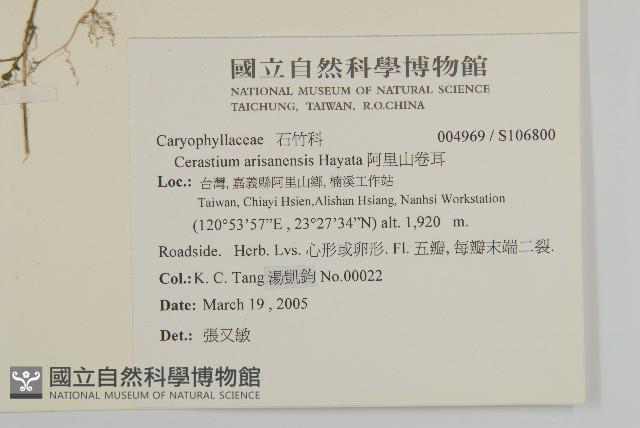 國立自然科學博物館
NATIONAL MUSEUM OF NATURAL SCIENCE
TAICHUNG, TAIWAN, R.O.CHINA
Caryophyllaceae 石竹科 004969 / S106800
Cerastium arisanensis Hayata 阿里山卷耳
Loc.: 台灣, 嘉義縣阿里山鄉, 楠溪工作站
Taiwan, Chiayi Hsien,Alishan Hsiang, Nanhsi Workstation
(120°53’57”E , 23°27’34”N) alt. 1,920 m.
Roadside. Herb. Lvs. 心形或卵形. Fl. 五瓣, 每瓣末端二裂.
Col.: K. C. Tang 湯凱鈞 No.00022
Date: March 19 , 2005
Det.: 張又敏
國立自然科學博物館
NATIONAL MUSEUM OF NATURAL SCIENCE